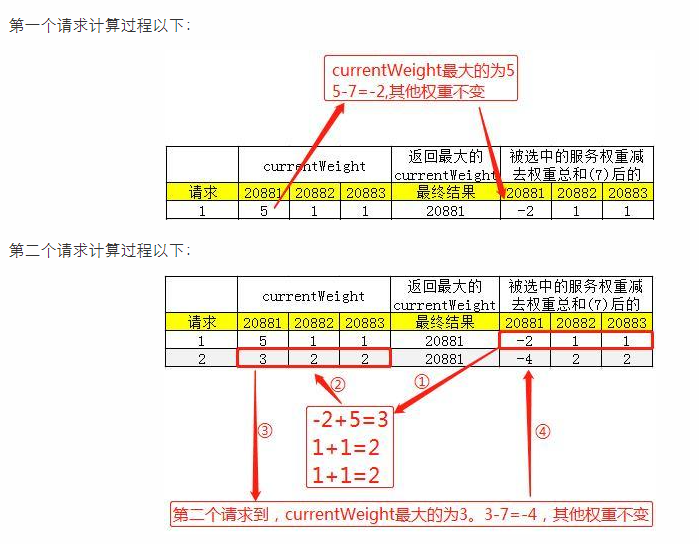 第一个请求计算过程以下：
currentWeight最大的为5
5-7=-2,其他权重不变
currentWeight 返回最大的currentWeight 被选中的服务权重减去权重总和(7)后的
请求 20881 20882 20883 最终结果 20881 20882 20883
1 5 1 1 20881 -2 1 1
第二个请求计算过程以下：
currentWeight 返回最大的currentWeight 被选中的服务权重减去权重总和(7)后的
请求 20881 20882 20883 最终结果 20881 20882 20883
1 5 1 1 20881 -2 1 1
2 3 2 2 20881 -4 2 2
② ①
-2+5=3
③ 1+1=2 ④
1+1=2
第二个请求到，currentWeight最大的为3。3-7=-4，其他权重不变